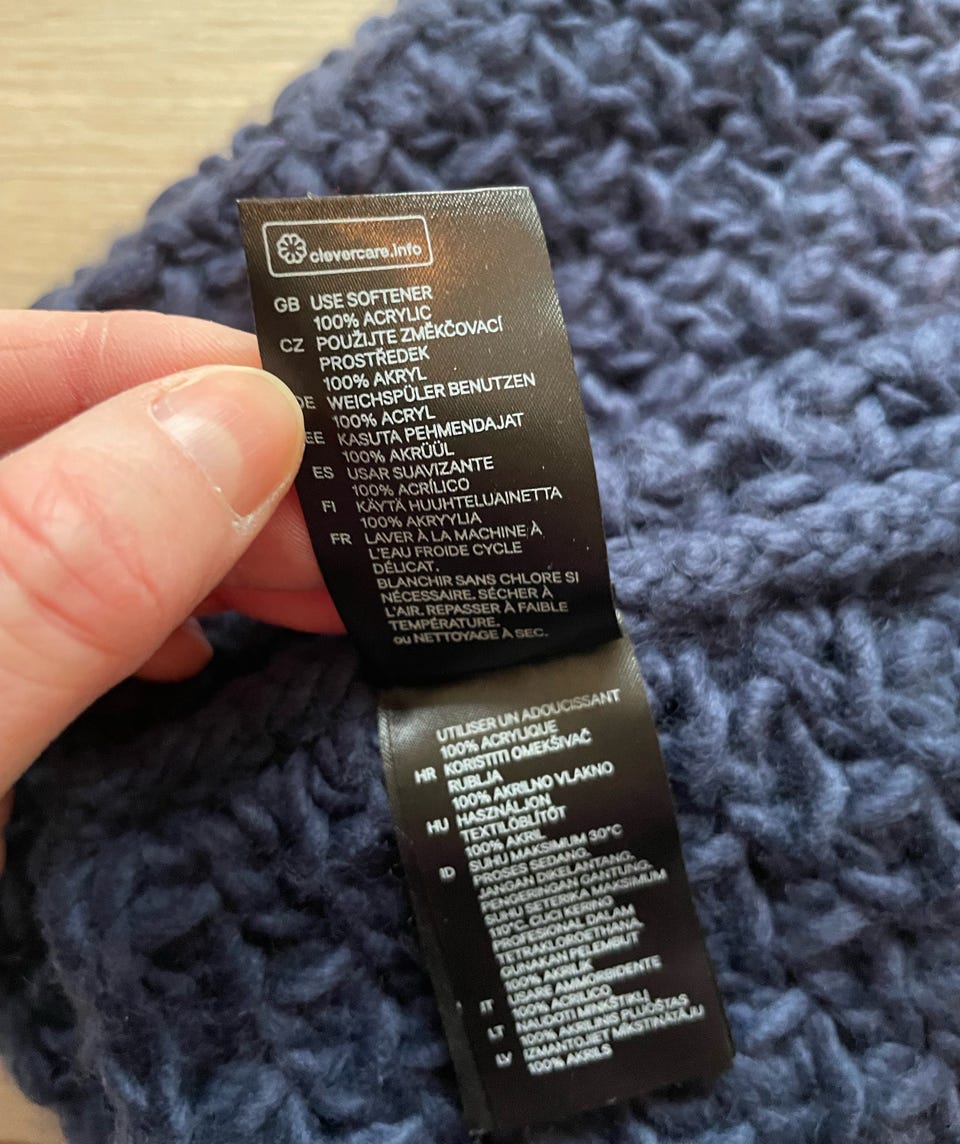 clevercare.info
GB USE SOFTENER
100% ACRYLIC
CZ POUŽIJTE ZMĚKČOVACÍ
PROSTŘEDEK
100% AKRYL
DE WEICHSPÜLER BENUTZEN
100% ACRYL
EE KASUTA PEHMENDAJAT
100% AKRÜÜL
ES USAR SUAVIZANTE
100% ACRÍLICO
FI KÄYTÄ HUUHTELUAINETTA
100% AKRYYLIA
FR LAVER À LA MACHINE À
L'EAU FROIDE CYCLE
DÉLICAT.
BLANCHIR SANS CHLORE SI
NÉCESSAIRE. SÉCHER À
L'AIR. REPASSER À FAIBLE
TEMPÉRATURE.
ou NETTOYAGE À SEC.
UTILISER UN ADOUCISSANT
100% ACRYLIQUE
HR KORISTITI OMEKŠIVAČ
RUBLJA
100% AKRILNO VLAKNO
HU HASZNÁLJON
TEXTILÖBLÍTŐT
100% AKRIL
ID SUHU MAKSIMUM 30°C
PROSES SEDANG.
JANGAN DIKELANTANG.
PENGERINGAN GANTUNG.
SUHU SETERIKA MAKSIMUM
110°C. CUCI KERING
PROFESIONAL DALAM
TETRAKLOROETHANA
GUNAKAN PELEMBUT
100% AKRILIK
IT USARE AMMORBIDENTE
100% ACRILICO
LT NAUDOTI MINKŠTIKLĮ
100% AKRILINIS PLUOŠTAS
LV IZMANTOJIET MĪKSTINĀTĀJU
100% AKRILS